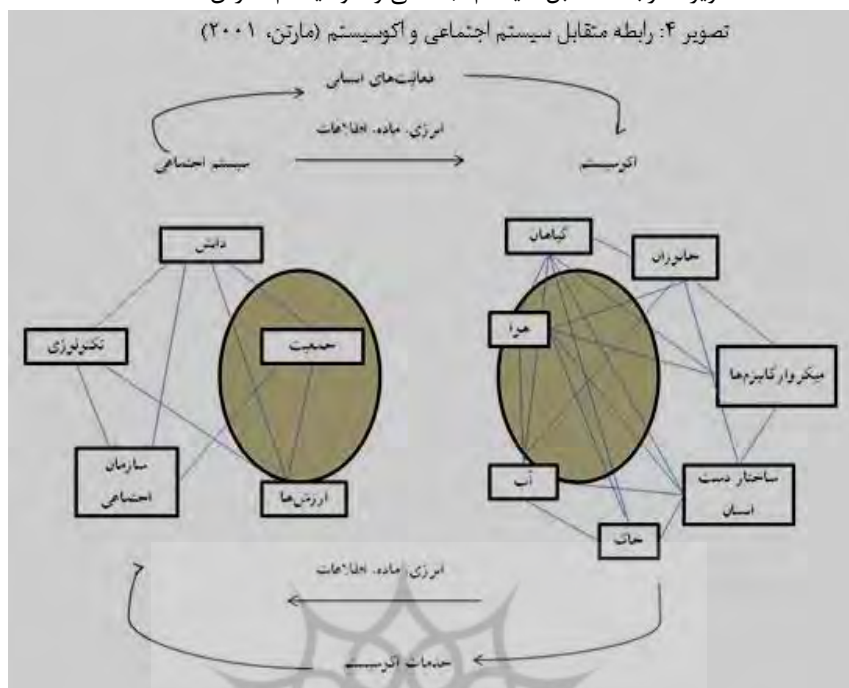 تصویر ۴: رابطه متقابل سیستم اجتماعی و اکوسیستم (مارتن، ۲۰۰۱)
فعالیت‌های انسانی
انرژی، ماده، اطلاعات
اکوسیستم
سیستم اجتماعی
گیاهان
جانوران
هوا
میکروارگانیزم‌ها
ساختار دست
انسان
آب
خاک
دانش
جمعیت
تکنولوژی
سازمان
اجتماعی
ارزش‌ها
انرژی، ماده، اطلاعات
خدمات اکوسیستم